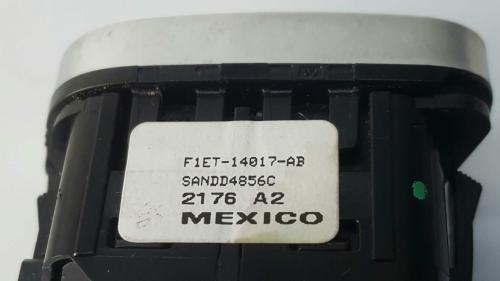 F1ET-14017-AB
SANDD4856C
2176 A2
MEXICO